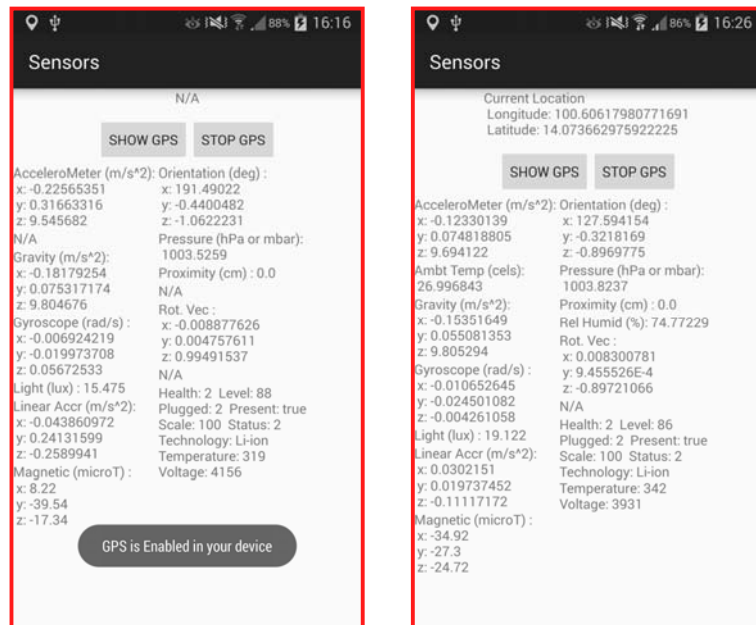 88% 16:16
Sensors
N/A
SHOW GPS STOP GPS
AcceleroMeter (m/s^2):
x: -0.22565351
y: 0.31663316
z: 9.545682
N/A
Gravity (m/s^2):
x: -0.18179254
y: 0.075317174
z: 9.804676
Gyroscope (rad/s) :
x: -0.006924219
y: -0.019973708
z: 0.05672533
Light (lux) : 15.475
Linear Accr (m/s^2):
x: -0.043860972
y: 0.24131599
z: -0.2589941
Magnetic (microT) :
x: 8.22
y: -39.54
z: -17.34
Orientation (deg) :
x: 191.49022
y: -0.4400482
z: -1.0622231
Pressure (hPa or mbar):
1003.5259
Proximity (cm) : 0.0
N/A
Rot. Vec :
x: -0.008877626
y: 0.004757611
z: 0.99491537
N/A
Health: 2 Level: 88
Plugged: 2 Present: true
Scale: 100 Status: 2
Technology: Li-ion
Temperature: 319
Voltage: 4156
GPS is Enabled in your device
86% 16:26
Sensors
Current Location
Longitude: 100.60617980771691
Latitude: 14.073662975922225
SHOW GPS STOP GPS
AcceleroMeter (m/s^2):
x: -0.12330139
y: 0.074818805
z: 9.694122
Ambt Temp (cels):
26.996843
Gravity (m/s^2):
x: -0.15351649
y: 0.055081353
z: 9.805294
Gyroscope (rad/s) :
x: -0.010652645
y: -0.024501082
z: -0.004261058
Light (lux) : 19.122
Linear Accr (m/s^2):
x: 0.0302151
y: 0.019737452
z: -0.11117172
Magnetic (microT) :
x: -34.92
y: -27.3
z: -24.72
Orientation (deg) :
x: 127.594154
y: -0.3218169
z: -0.8969775
Pressure (hPa or mbar):
1003.8237
Proximity (cm) : 0.0
Rel Humid (%): 74.77229
Rot. Vec :
x: 0.008300781
y: 9.455526E-4
z: -0.89721066
N/A
Health: 2 Level: 86
Plugged: 2 Present: true
Scale: 100 Status: 2
Technology: Li-ion
Temperature: 342
Voltage: 3931